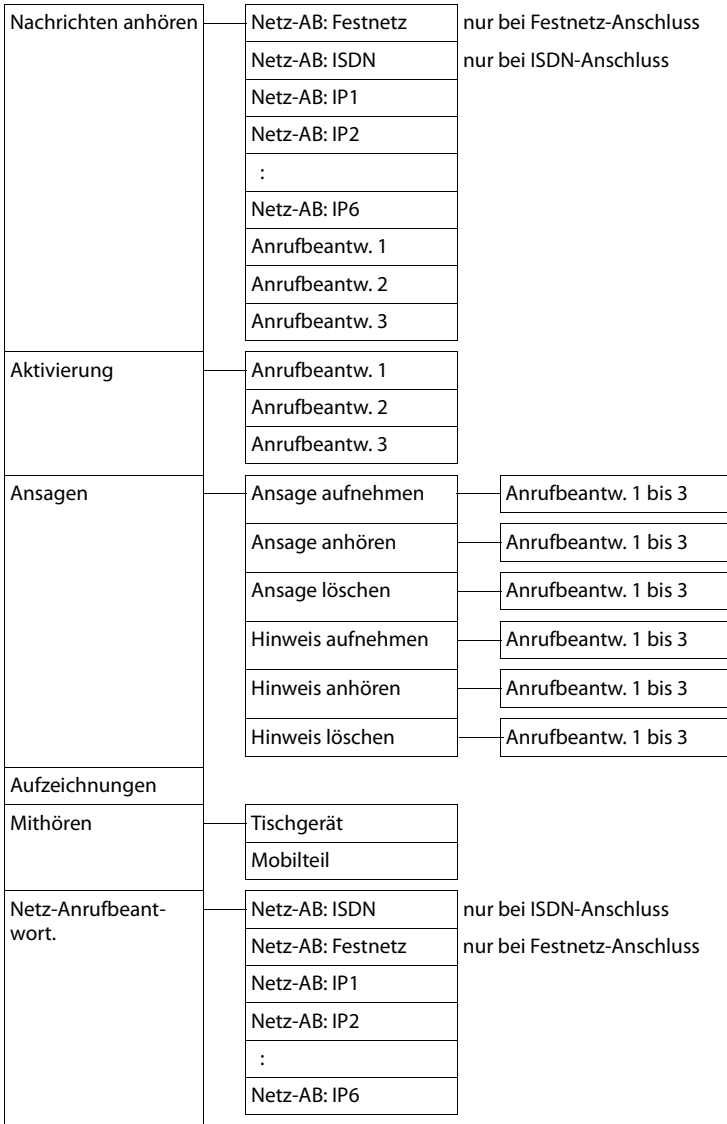 Nachrichten anhören Netz-AB: Festnetz nur bei Festnetz-Anschluss
Netz-AB: ISDN nur bei ISDN-Anschluss
Netz-AB: IP1
Netz-AB: IP2
:
Netz-AB: IP6
Anrufbeantw. 1
Anrufbeantw. 2
Anrufbeantw. 3
Aktivierung Anrufbeantw. 1
Anrufbeantw. 2
Anrufbeantw. 3
Ansagen Ansage aufnehmen Anrufbeantw. 1 bis 3
Ansage anhören Anrufbeantw. 1 bis 3
Ansage löschen Anrufbeantw. 1 bis 3
Hinweis aufnehmen Anrufbeantw. 1 bis 3
Hinweis anhören Anrufbeantw. 1 bis 3
Hinweis löschen Anrufbeantw. 1 bis 3
Aufzeichnungen
Mithören Tischgerät
Mobilteil
Netz-Anrufbeant-
wort.
Netz-AB: ISDN nur bei ISDN-Anschluss
Netz-AB: Festnetz nur bei Festnetz-Anschluss
Netz-AB: IP1
Netz-AB: IP2
:
Netz-AB: IP6